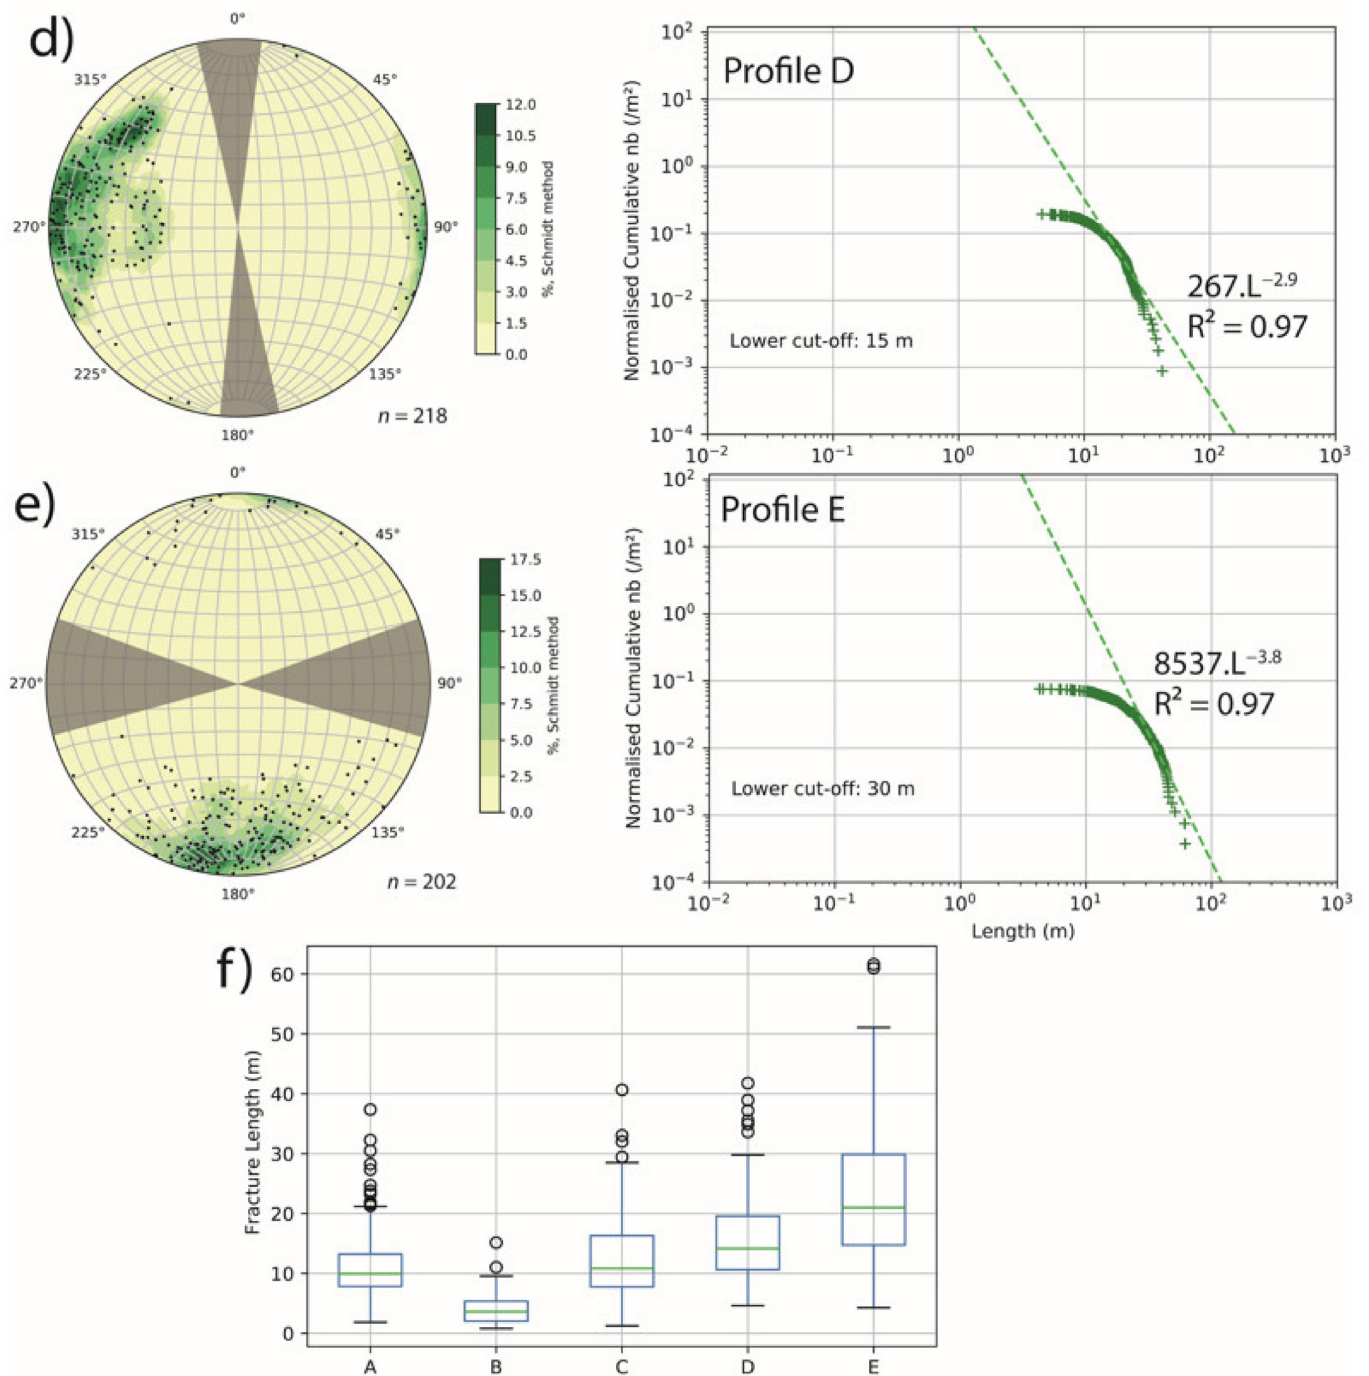 d)
0°
45°
90°
135°
180°
225°
270°
315°
n = 218
12.0
10.5
9.0
7.5
6.0
4.5
3.0
1.5
0.0
%, Schmidt method
Profile D
Normalised Cumulative nb (/m²)
10²
10¹
10⁰
10⁻¹
10⁻²
10⁻³
10⁻⁴
267.L⁻²·⁹
R² = 0.97
Lower cut-off: 15 m
10⁻² 10⁻¹ 10⁰ 10¹ 10² 10³
e)
0°
45°
90°
135°
180°
225°
270°
315°
n = 202
17.5
15.0
12.5
10.0
7.5
5.0
2.5
0.0
%, Schmidt method
Profile E
Normalised Cumulative nb (/m²)
10²
10¹
10⁰
10⁻¹
10⁻²
10⁻³
10⁻⁴
8537.L⁻³·⁸
R² = 0.97
Lower cut-off: 30 m
10⁻² 10⁻¹ 10⁰ 10¹ 10² 10³
Length (m)
f)
Fracture Length (m)
60
50
40
30
20
10
0
A B C D E